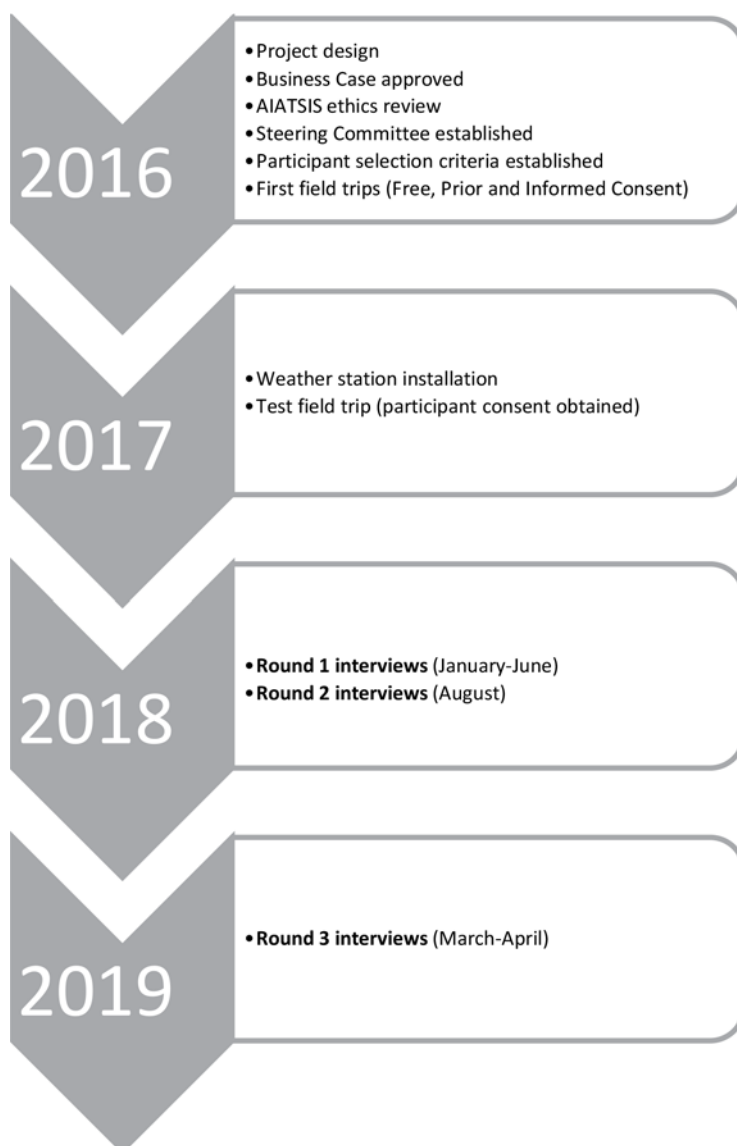 2016
•Project design
•Business Case approved
•AIATSIS ethics review
•Steering Committee established
•Participant selection criteria established
•First field trips (Free, Prior and Informed Consent)
2017
•Weather station installation
•Test field trip (participant consent obtained)
2018
•Round 1 interviews (January-June)
•Round 2 interviews (August)
2019
•Round 3 interviews (March-April)